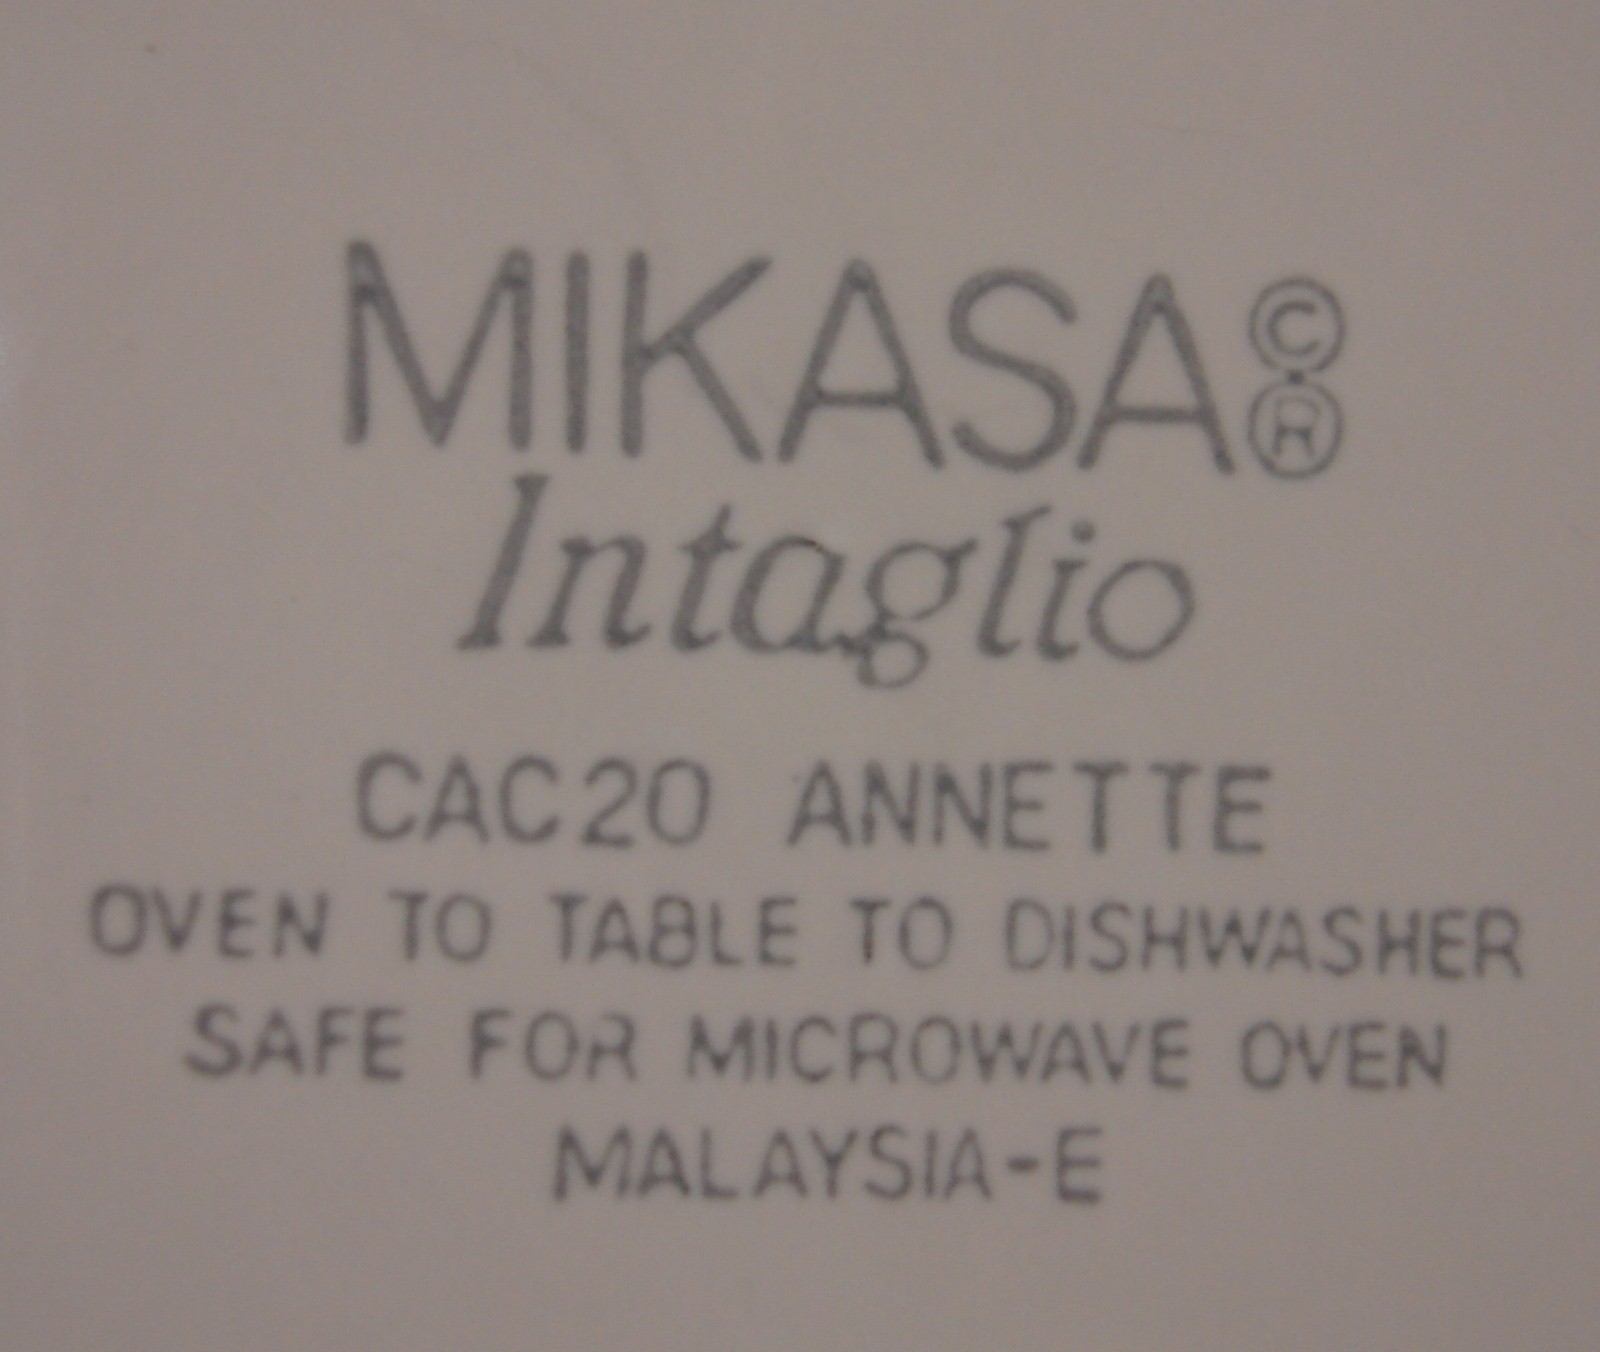 MIKASA©®
Intaglio
CAC20 ANNETTE
OVEN TO TABLE TO DISHWASHER
SAFE FOR MICROWAVE OVEN
MALAYSIA-E